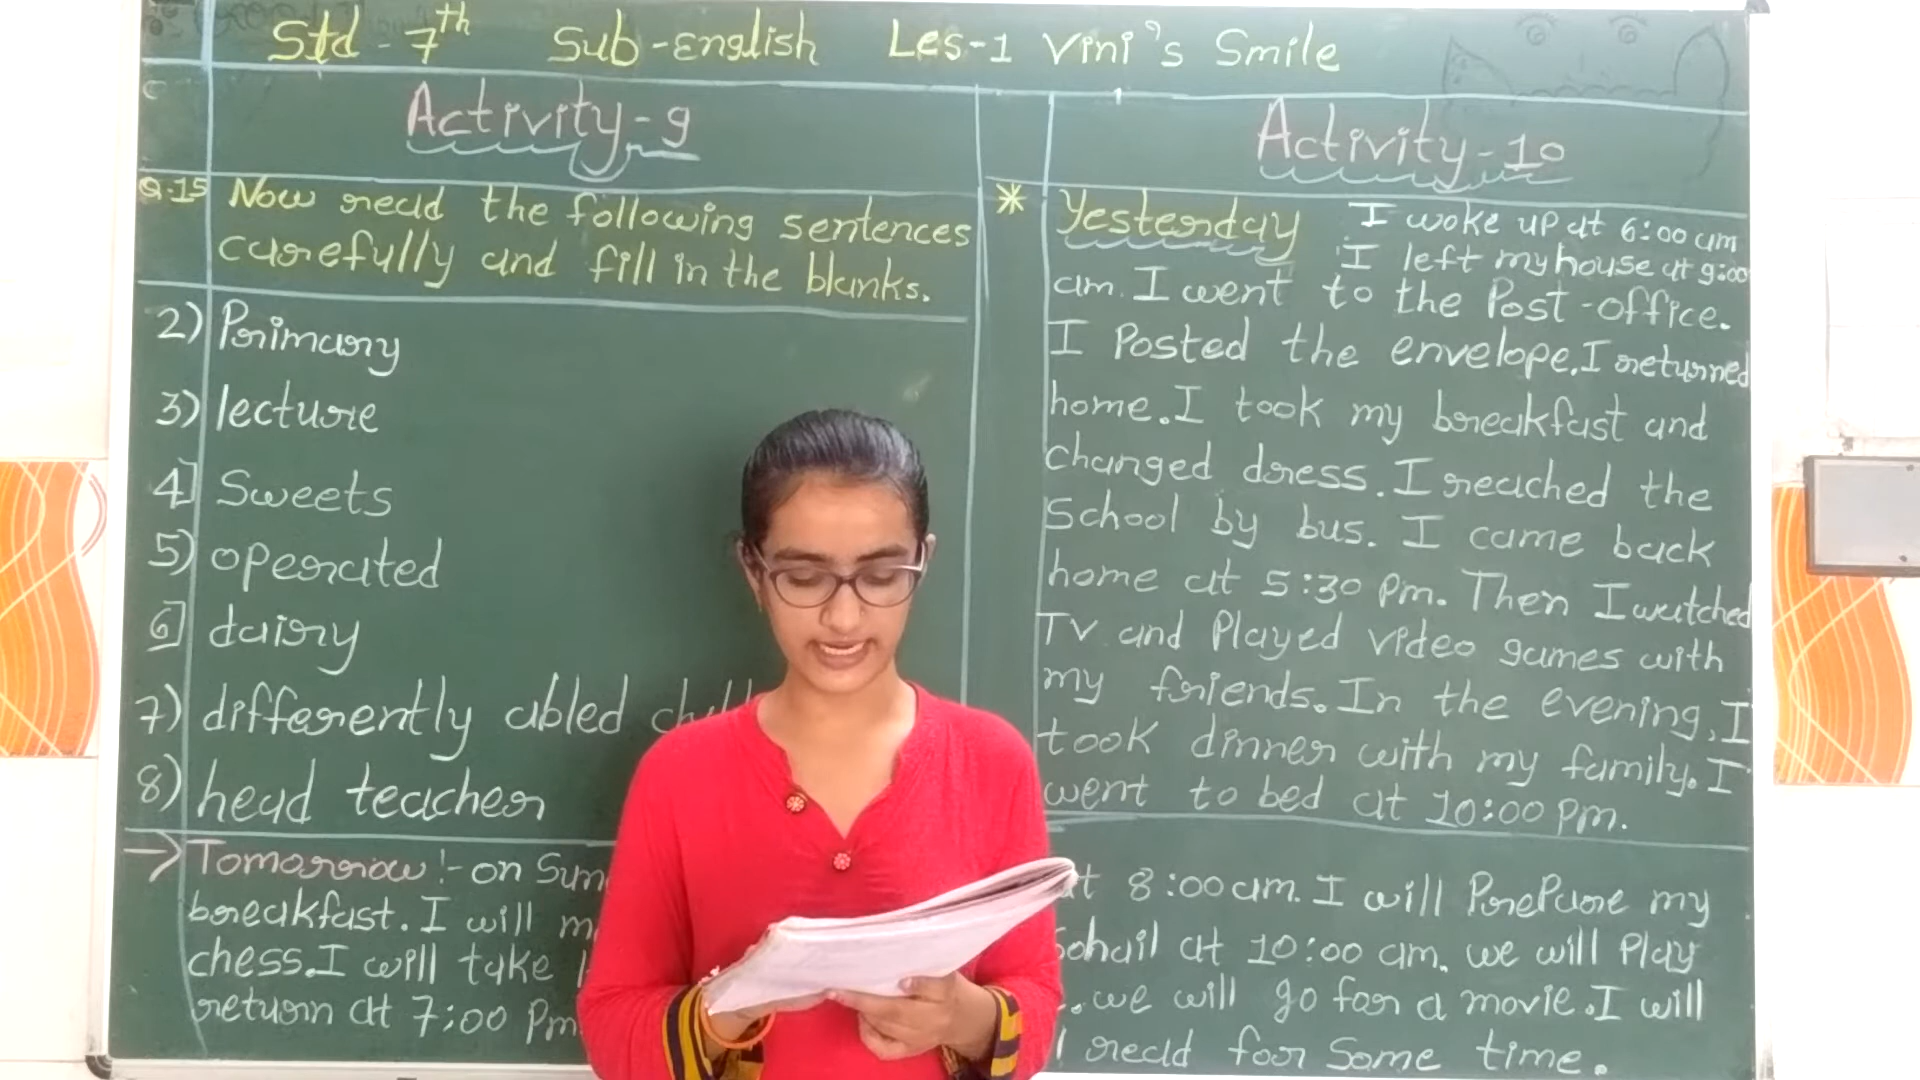 Std - 7th Sub-English Les-1 Vini's Smile
Activity-9
Q-15 Now read the following sentences
carefully and fill in the blanks.
2) Primary
3) lecture
4] Sweets
5) operated
6] dairy
7) differently abled
8) head teacher
Activity-10
* Yesterday I woke up at 6:00 am
I left my house at 9:00
am. I went to the Post-office.
I Posted the envelope. I returned
home. I took my breakfast and
changed dress. I reached the
School by bus. I came back
home at 5:30 Pm. Then I watched
TV and Played video games with
my friends. In the evening, I
took dinner with my family. I
went to bed at 10:00 Pm.
→ Tomorrow :- on Sun at 8:00 am. I will PrePare my
breakfast. I will ohail at 10:00 am. we will Play
chess. I will take . we will go for a movie. I will
return at 7:00 Pm read for Some time.